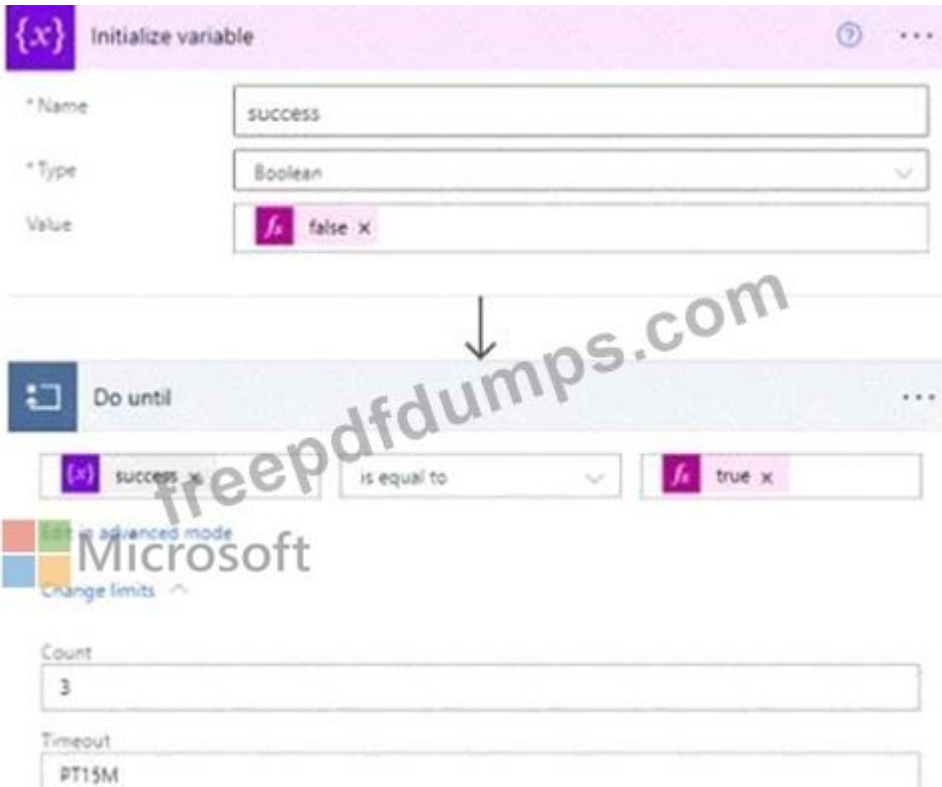 {x} Initialize variable
* Name
success
* Type
Boolean
Value
fx false x
freepdfdumps.com
Do until
{x} success x
is equal to
fx true x
Edit in advanced mode
Microsoft
Change limits
Count
3
Timeout
PT15M